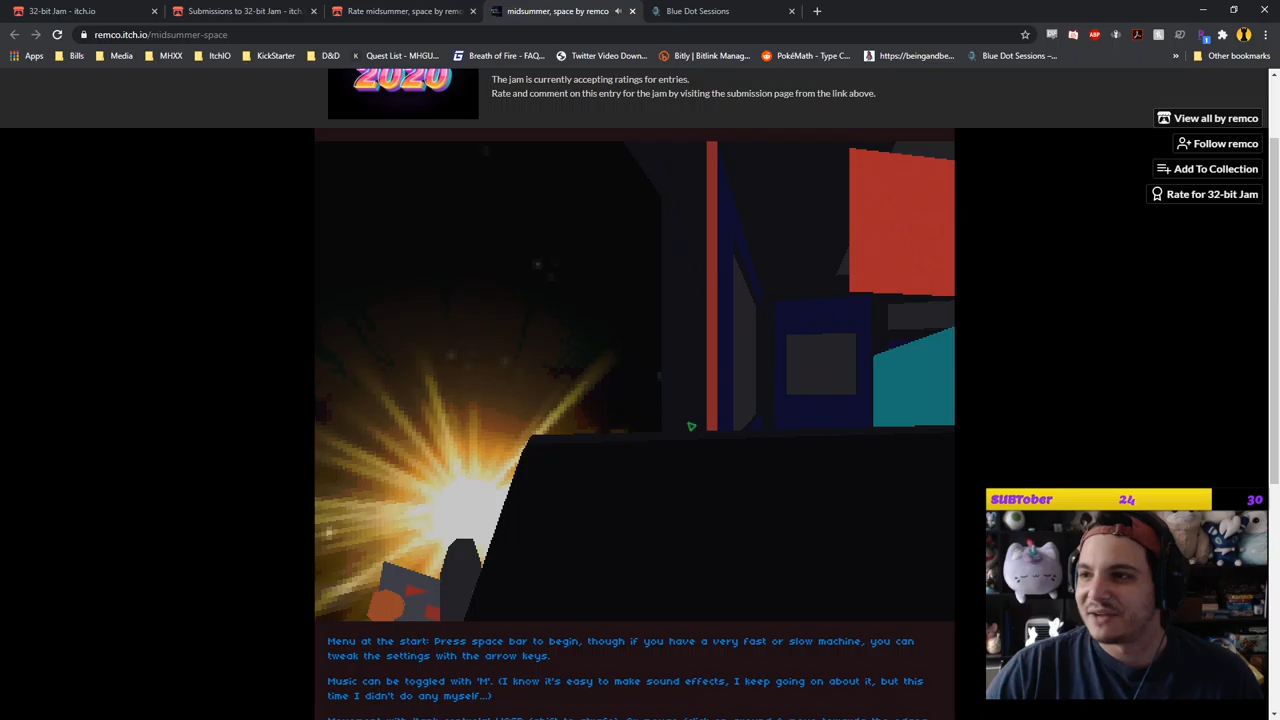 32-bit Jam - itch.io
Submissions to 32-bit Jam - itch.
Rate midsummer, space by remc
midsummer, space by remco
Blue Dot Sessions
remco.itch.io/midsummer-space
Apps
Bills
Media
MHXX
ItchIO
KickStarter
D&D
Quest List - MHGU...
Breath of Fire - FAQ...
Twitter Video Down...
Bitly | Bitlink Manag...
PokéMath - Type C...
https://beingandbe...
Blue Dot Sessions –...
»
Other bookmarks
2020
The jam is currently accepting ratings for entries.
Rate and comment on this entry for the jam by visiting the submission page from the link above.
View all by remco
Follow remco
Add To Collection
Rate for 32-bit Jam
SUBTober 24 30
Menu at the start: Press space bar to begin, though if you have a very fast or slow machine, you can
tweak the settings with the arrow keys.
Music can be toggled with 'M'. (I know it's easy to make sound effects, I keep going on about it, but this
time I didn't do any myself...)